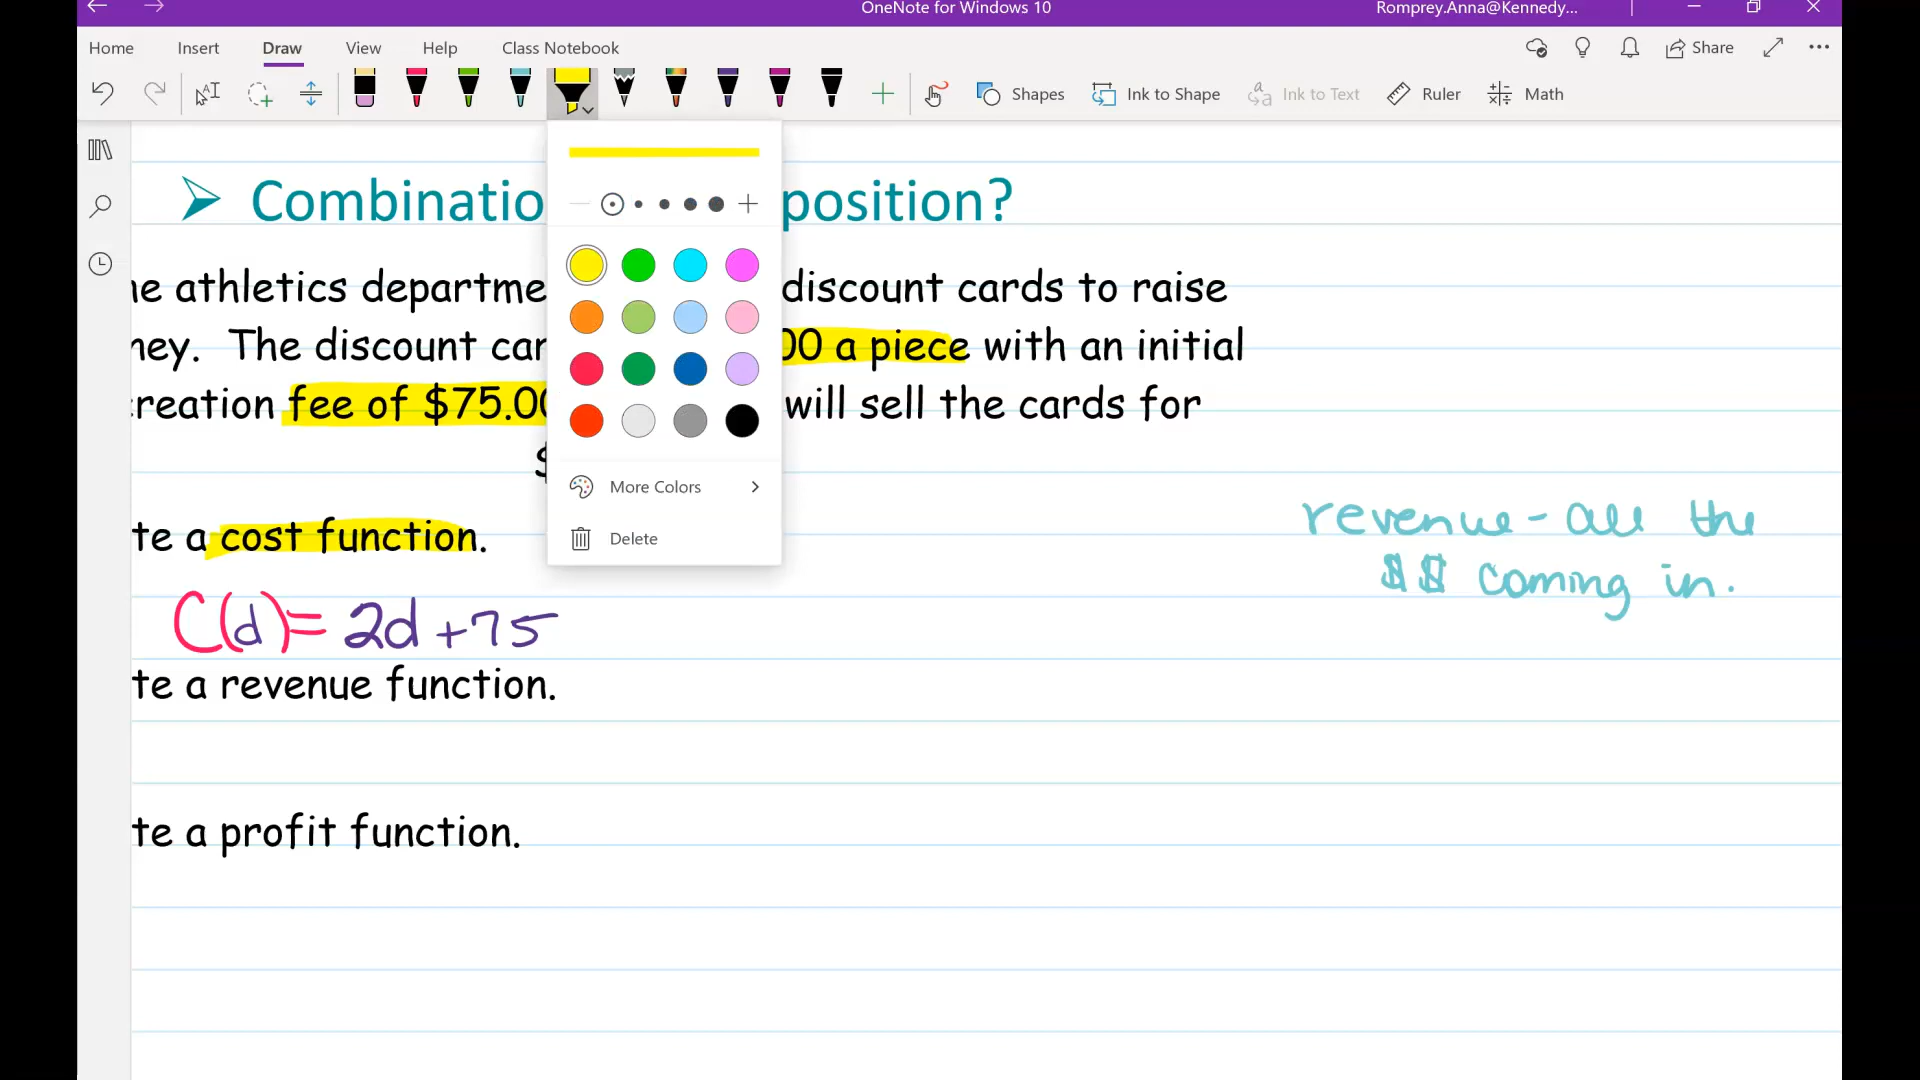 OneNote for Windows 10
Romprey.Anna@Kennedy...
Home Insert Draw View Help Class Notebook
Share
Shapes Ink to Shape Ink to Text Ruler Math
Combinatio position?
he athletics departme discount cards to raise
ney. The discount car 00 a piece with an initial
creation fee of $75.00 will sell the cards for
$
te a cost function.
More Colors
Delete
revenue - all the
$$ coming in.
C(d) = 2d + 75
te a revenue function.
te a profit function.